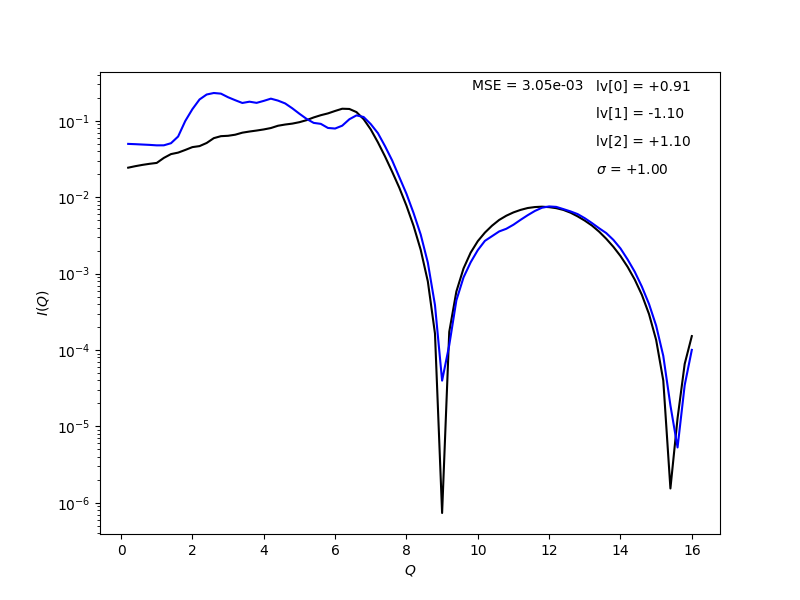 MSE = 3.05e-03 lv[0] = +0.91
lv[1] = -1.10
lv[2] = +1.10
σ = +1.00
I(Q)
10⁻¹
10⁻²
10⁻³
10⁻⁴
10⁻⁵
10⁻⁶
0 2 4 6 8 10 12 14 16
Q